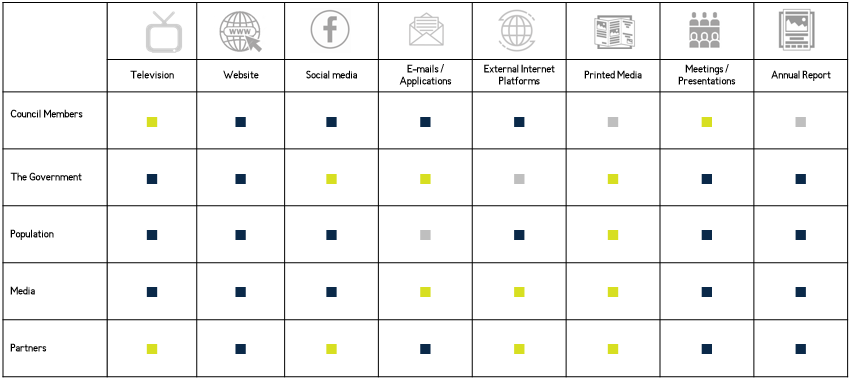 WWW
f
Television
Website
Social media
E-mails /
Applications
External Internet
Platforms
Printed Media
Meetings /
Presentations
Annual Report
Council Members
The Government
Population
Media
Partners